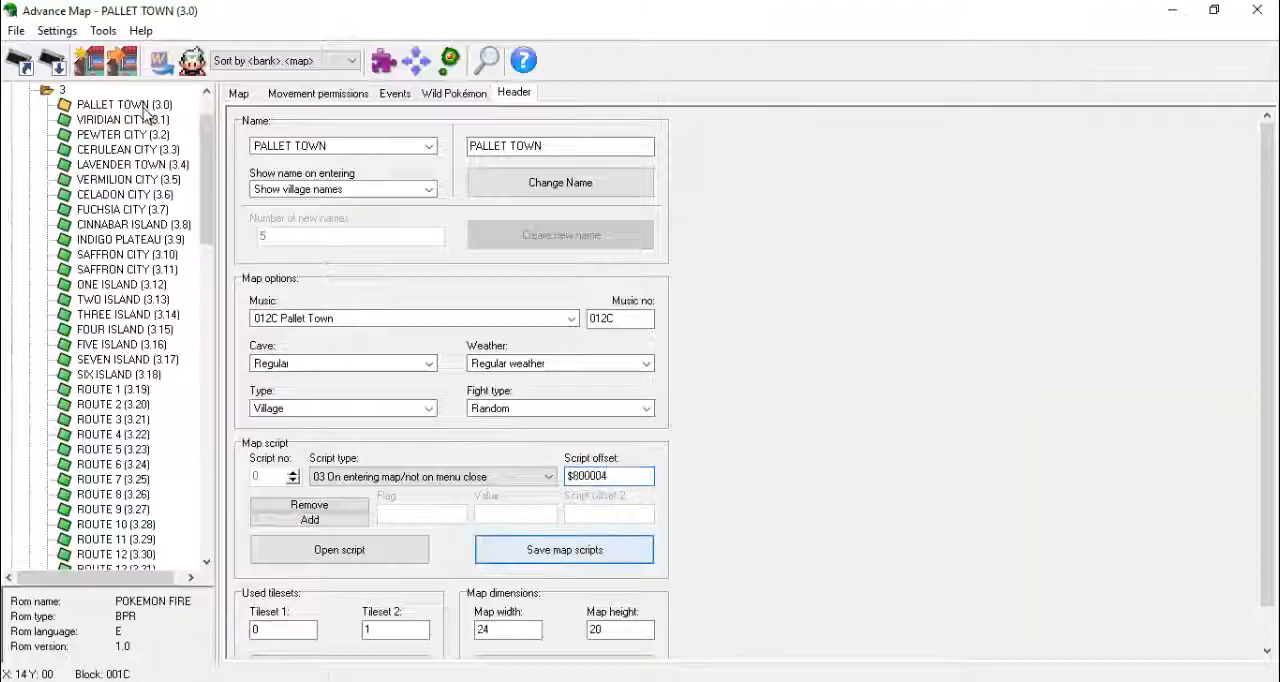 Advance Map - PALLET TOWN (3.0)
File Settings Tools Help
Sort by <bank>.<map>
3
PALLET TOWN (3.0)
VIRIDIAN CITY (3.1)
PEWTER CITY (3.2)
CERULEAN CITY (3.3)
LAVENDER TOWN (3.4)
VERMILION CITY (3.5)
CELADON CITY (3.6)
FUCHSIA CITY (3.7)
CINNABAR ISLAND (3.8)
INDIGO PLATEAU (3.9)
SAFFRON CITY (3.10)
SAFFRON CITY (3.11)
ONE ISLAND (3.12)
TWO ISLAND (3.13)
THREE ISLAND (3.14)
FOUR ISLAND (3.15)
FIVE ISLAND (3.16)
SEVEN ISLAND (3.17)
SIX ISLAND (3.18)
ROUTE 1 (3.19)
ROUTE 2 (3.20)
ROUTE 3 (3.21)
ROUTE 4 (3.22)
ROUTE 5 (3.23)
ROUTE 6 (3.24)
ROUTE 7 (3.25)
ROUTE 8 (3.26)
ROUTE 9 (3.27)
ROUTE 10 (3.28)
ROUTE 11 (3.29)
ROUTE 12 (3.30)
Rom name: POKEMON FIRE
Rom type: BPR
Rom language: E
Rom version: 1.0
X: 14 Y: 00 Block: 001C
Map Movement permissions Events Wild Pokémon Header
Name:
PALLET TOWN PALLET TOWN
Show name on entering
Show village names Change Name
Number of new names
5 Create new name
Map options:
Music: Music no:
012C Pallet Town 012C
Cave: Weather:
Regular Regular weather
Type: Fight type:
Village Random
Map script
Script no: Script type: Script offset:
0 03 On entering map/not on menu close $800004
Remove Flag Value Script offset 2
Add
Open script Save map scripts
Used tilesets: Map dimensions:
Tileset 1: Tileset 2: Map width: Map height:
0 1 24 20